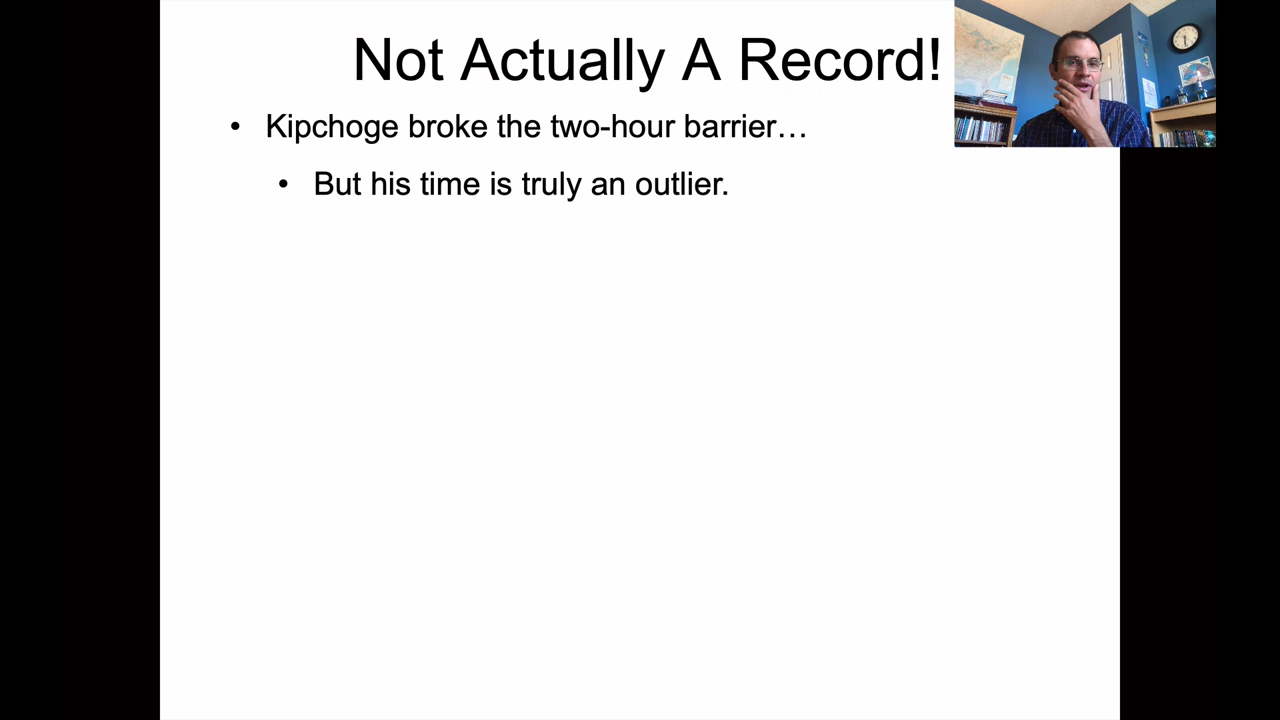 Not Actually A Record!
• Kipchoge broke the two-hour barrier…
• But his time is truly an outlier.